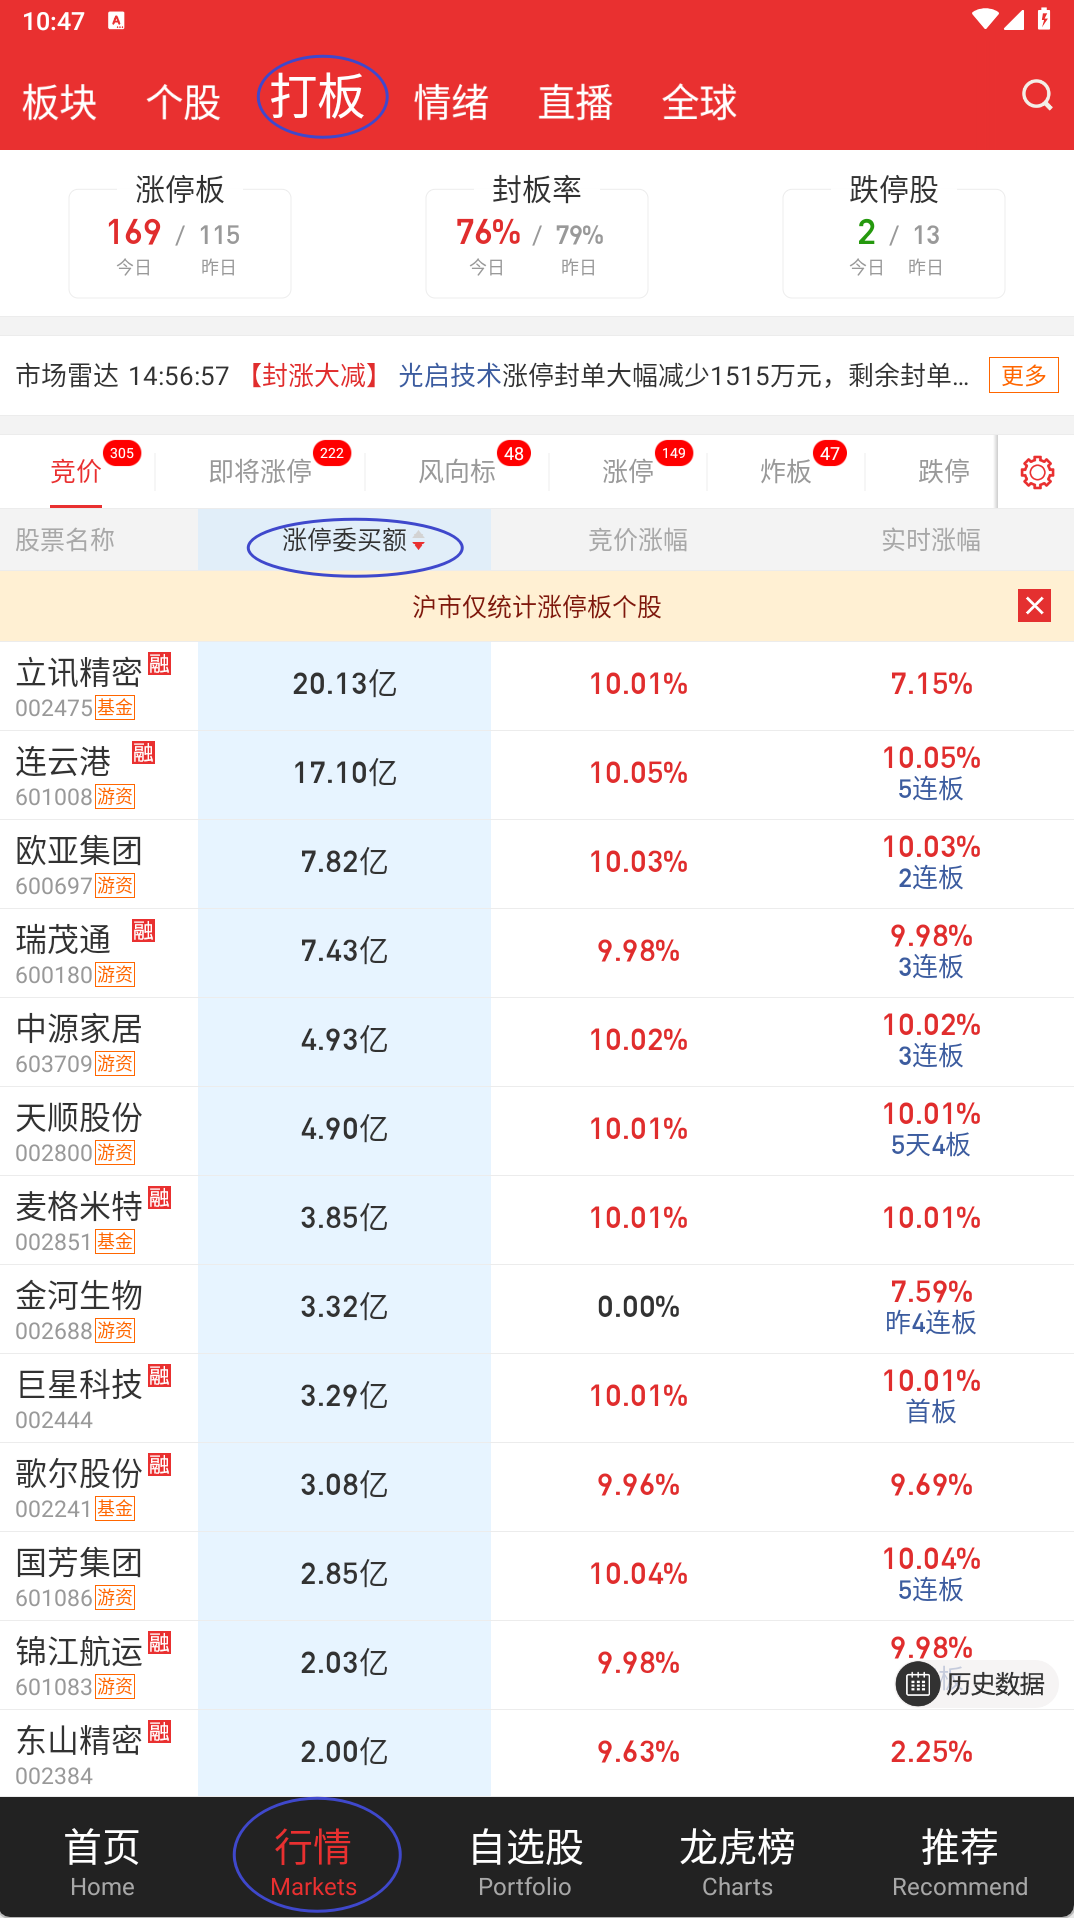 10:47
板块 个股 打板 情绪 直播 全球
涨停板 封板率 跌停股
169 / 115 76% / 79% 2 / 13
今日 昨日 今日 昨日 今日 昨日
市场雷达 14:56:57 【封涨大减】 光启技术涨停封单大幅减少1515万元，剩余封单... 更多
竞价 305 即将涨停 222 风向标 48 涨停 149 炸板 47 跌停
股票名称 涨停委买额 竞价涨幅 实时涨幅
沪市仅统计涨停板个股
立讯精密 融 20.13亿 10.01% 7.15%
002475 基金
连云港 融 17.10亿 10.05% 10.05%
601008 游资 5连板
欧亚集团 7.82亿 10.03% 10.03%
600697 游资 2连板
瑞茂通 融 7.43亿 9.98% 9.98%
600180 游资 3连板
中源家居 4.93亿 10.02% 10.02%
603709 游资 3连板
天顺股份 4.90亿 10.01% 10.01%
002800 游资 5天4板
麦格米特 融 3.85亿 10.01% 10.01%
002851 基金
金河生物 3.32亿 0.00% 7.59%
002688 游资 昨4连板
巨星科技 融 3.29亿 10.01% 10.01%
002444 首板
歌尔股份 融 3.08亿 9.96% 9.69%
002241 基金
国芳集团 2.85亿 10.04% 10.04%
601086 游资 5连板
锦江航运 融 2.03亿 9.98% 9.98%
601083 游资 板 历史数据
东山精密 融 2.00亿 9.63% 2.25%
002384
首页 行情 自选股 龙虎榜 推荐
Home Markets Portfolio Charts Recommend